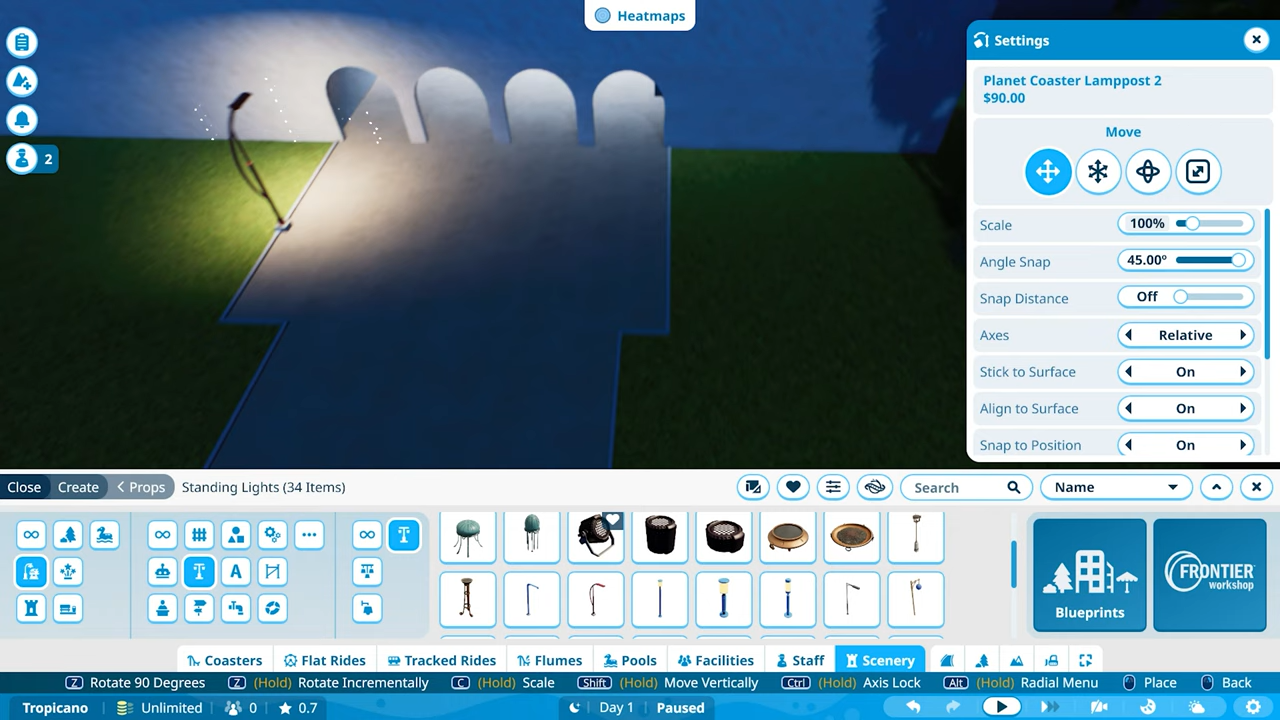 Heatmaps
Settings
Planet Coaster Lamppost 2
$90.00
Move
Scale 100%
Angle Snap 45.00°
Snap Distance Off
Axes Relative
Stick to Surface On
Align to Surface On
Snap to Position On
2
Close Create Props Standing Lights (34 Items) Search Name
T
A
Blueprints
FRONTIER workshop
Coasters Flat Rides Tracked Rides Flumes Pools Facilities Staff Scenery
Z Rotate 90 Degrees Z (Hold) Rotate Incrementally C (Hold) Scale Shift (Hold) Move Vertically Ctrl (Hold) Axis Lock Alt (Hold) Radial Menu Place Back
Tropicano Unlimited 0 0.7 Day 1 Paused